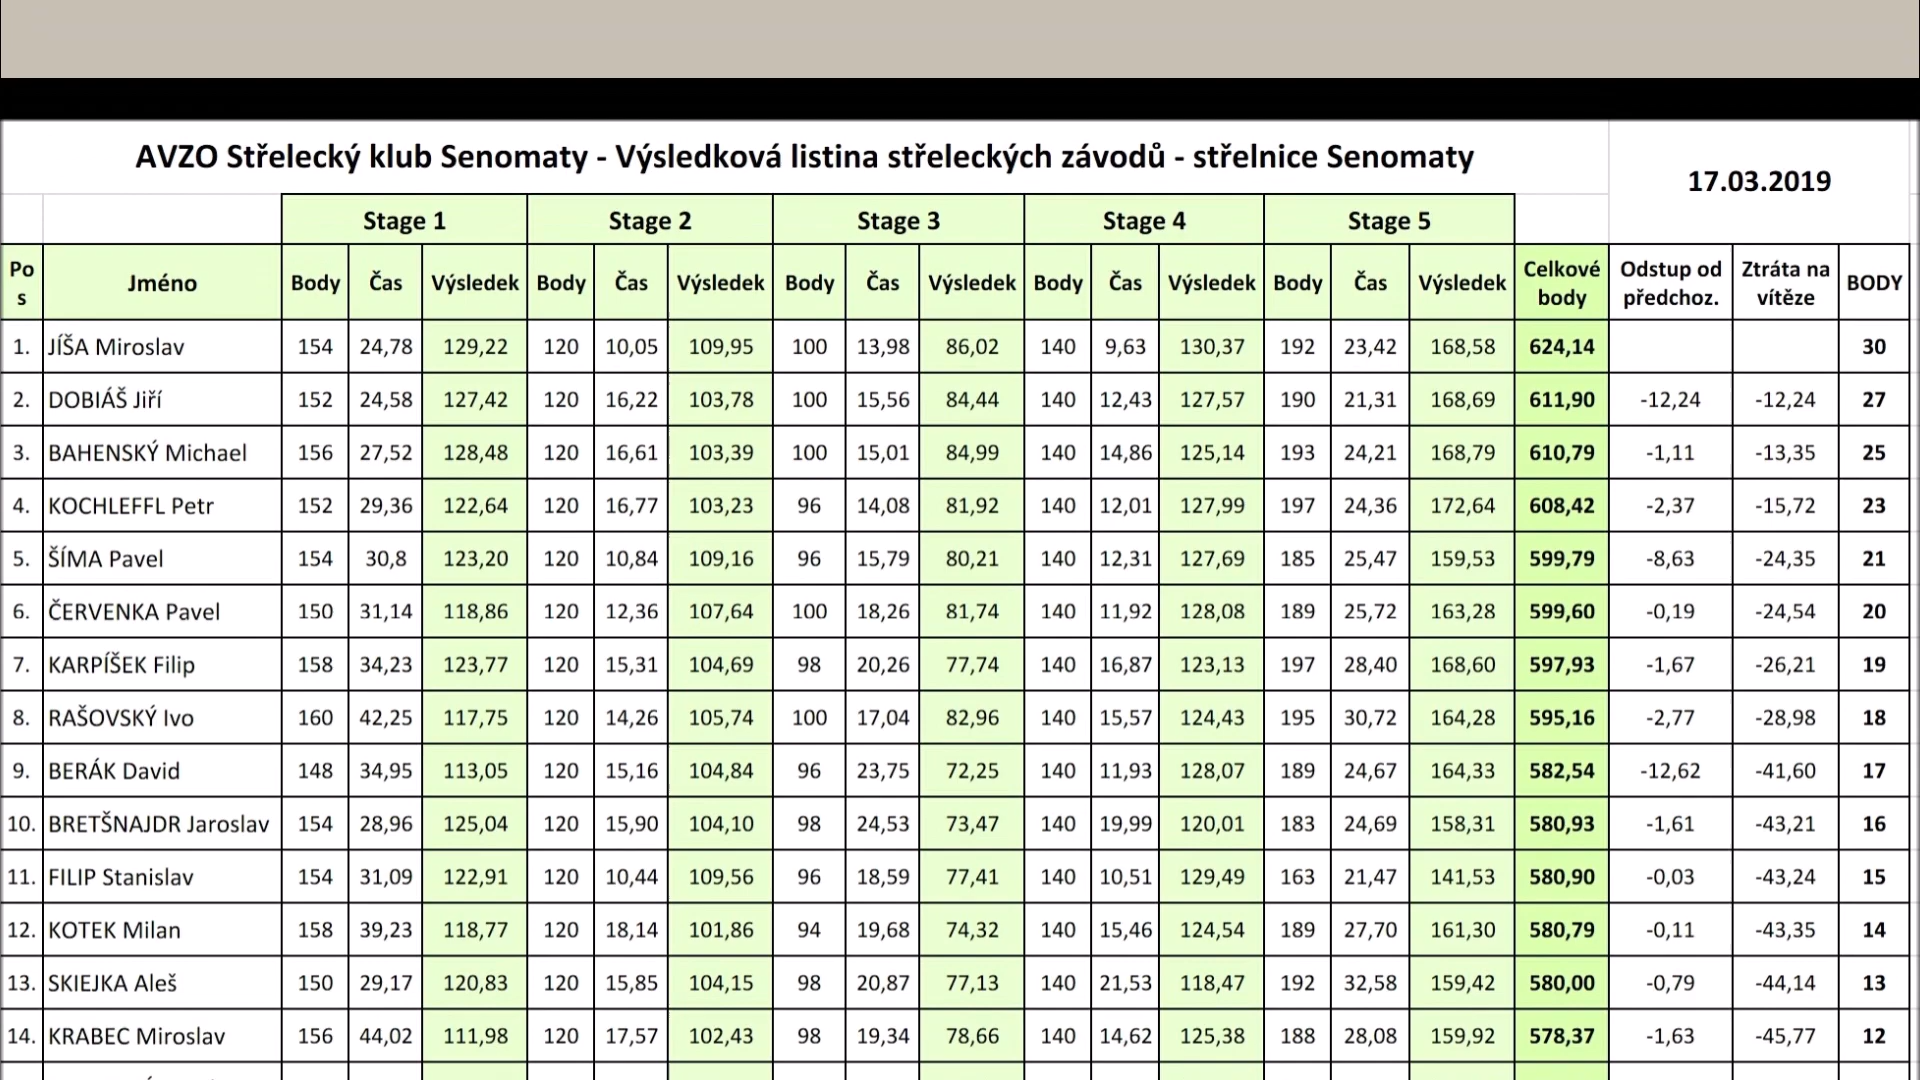 AVZO Střelecký klub Senomaty - Výsledková listina střeleckých závodů - střelnice Senomaty
17.03.2019
Stage 1 Stage 2 Stage 3 Stage 4 Stage 5
Po s Jméno Body Čas Výsledek Body Čas Výsledek Body Čas Výsledek Body Čas Výsledek Body Čas Výsledek Celkové body Odstup od předchoz. Ztráta na vítěze BODY
1. JÍŠA Miroslav 154 24,78 129,22 120 10,05 109,95 100 13,98 86,02 140 9,63 130,37 192 23,42 168,58 624,14 30
2. DOBIÁŠ Jiří 152 24,58 127,42 120 16,22 103,78 100 15,56 84,44 140 12,43 127,57 190 21,31 168,69 611,90 -12,24 -12,24 27
3. BAHENSKÝ Michael 156 27,52 128,48 120 16,61 103,39 100 15,01 84,99 140 14,86 125,14 193 24,21 168,79 610,79 -1,11 -13,35 25
4. KOCHLEFFL Petr 152 29,36 122,64 120 16,77 103,23 96 14,08 81,92 140 12,01 127,99 197 24,36 172,64 608,42 -2,37 -15,72 23
5. ŠÍMA Pavel 154 30,8 123,20 120 10,84 109,16 96 15,79 80,21 140 12,31 127,69 185 25,47 159,53 599,79 -8,63 -24,35 21
6. ČERVENKA Pavel 150 31,14 118,86 120 12,36 107,64 100 18,26 81,74 140 11,92 128,08 189 25,72 163,28 599,60 -0,19 -24,54 20
7. KARPÍŠEK Filip 158 34,23 123,77 120 15,31 104,69 98 20,26 77,74 140 16,87 123,13 197 28,40 168,60 597,93 -1,67 -26,21 19
8. RAŠOVSKÝ Ivo 160 42,25 117,75 120 14,26 105,74 100 17,04 82,96 140 15,57 124,43 195 30,72 164,28 595,16 -2,77 -28,98 18
9. BERÁK David 148 34,95 113,05 120 15,16 104,84 96 23,75 72,25 140 11,93 128,07 189 24,67 164,33 582,54 -12,62 -41,60 17
10. BRETŠNAJDR Jaroslav 154 28,96 125,04 120 15,90 104,10 98 24,53 73,47 140 19,99 120,01 183 24,69 158,31 580,93 -1,61 -43,21 16
11. FILIP Stanislav 154 31,09 122,91 120 10,44 109,56 96 18,59 77,41 140 10,51 129,49 163 21,47 141,53 580,90 -0,03 -43,24 15
12. KOTEK Milan 158 39,23 118,77 120 18,14 101,86 94 19,68 74,32 140 15,46 124,54 189 27,70 161,30 580,79 -0,11 -43,35 14
13. SKIEJKA Aleš 150 29,17 120,83 120 15,85 104,15 98 20,87 77,13 140 21,53 118,47 192 32,58 159,42 580,00 -0,79 -44,14 13
14. KRABEC Miroslav 156 44,02 111,98 120 17,57 102,43 98 19,34 78,66 140 14,62 125,38 188 28,08 159,92 578,37 -1,63 -45,77 12